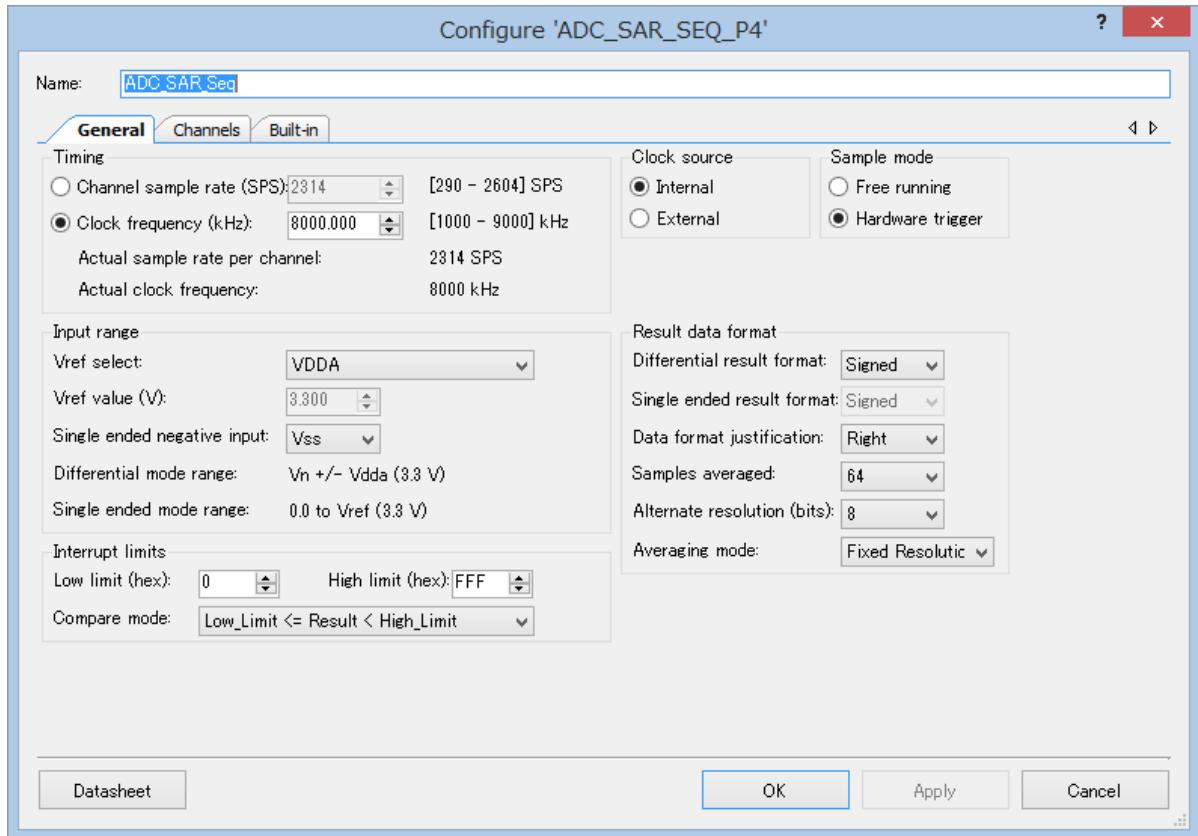 Configure 'ADC_SAR_SEQ_P4'
?
Name: ADC_SAR_Seq
General Channels Built-in
Timing
Channel sample rate (SPS): 2314 [290 - 2604] SPS
Clock frequency (kHz): 8000.000 [1000 - 9000] kHz
Actual sample rate per channel: 2314 SPS
Actual clock frequency: 8000 kHz
Clock source
Internal
External
Sample mode
Free running
Hardware trigger
Input range
Vref select: VDDA
Vref value (V): 3.300
Single ended negative input: Vss
Differential mode range: Vn +/- Vdda (3.3 V)
Single ended mode range: 0.0 to Vref (3.3 V)
Result data format
Differential result format: Signed
Single ended result format: Signed
Data format justification: Right
Samples averaged: 64
Alternate resolution (bits): 8
Averaging mode: Fixed Resolutic
Interrupt limits
Low limit (hex): 0 High limit (hex): FFF
Compare mode: Low_Limit <= Result < High_Limit
Datasheet OK Apply Cancel